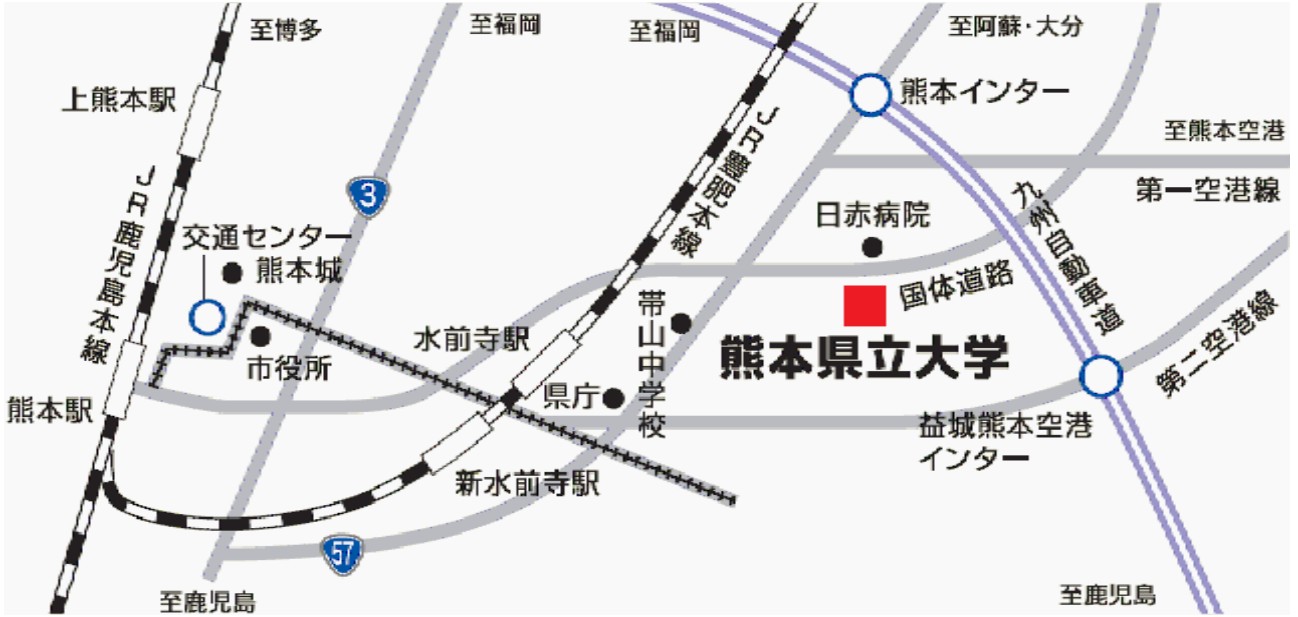 至博多
至福岡
至福岡
至阿蘇・大分
上熊本駅
熊本インター
JR豊肥本線
至熊本空港
JR鹿児島本線
3
第一空港線
九州自動車道
日赤病院
交通センター
熊本城
国体道路
帯山中学校
水前寺駅
熊本県立大学
第二空港線
市役所
県庁
熊本駅
益城熊本空港
インター
新水前寺駅
57
至鹿児島
至鹿児島